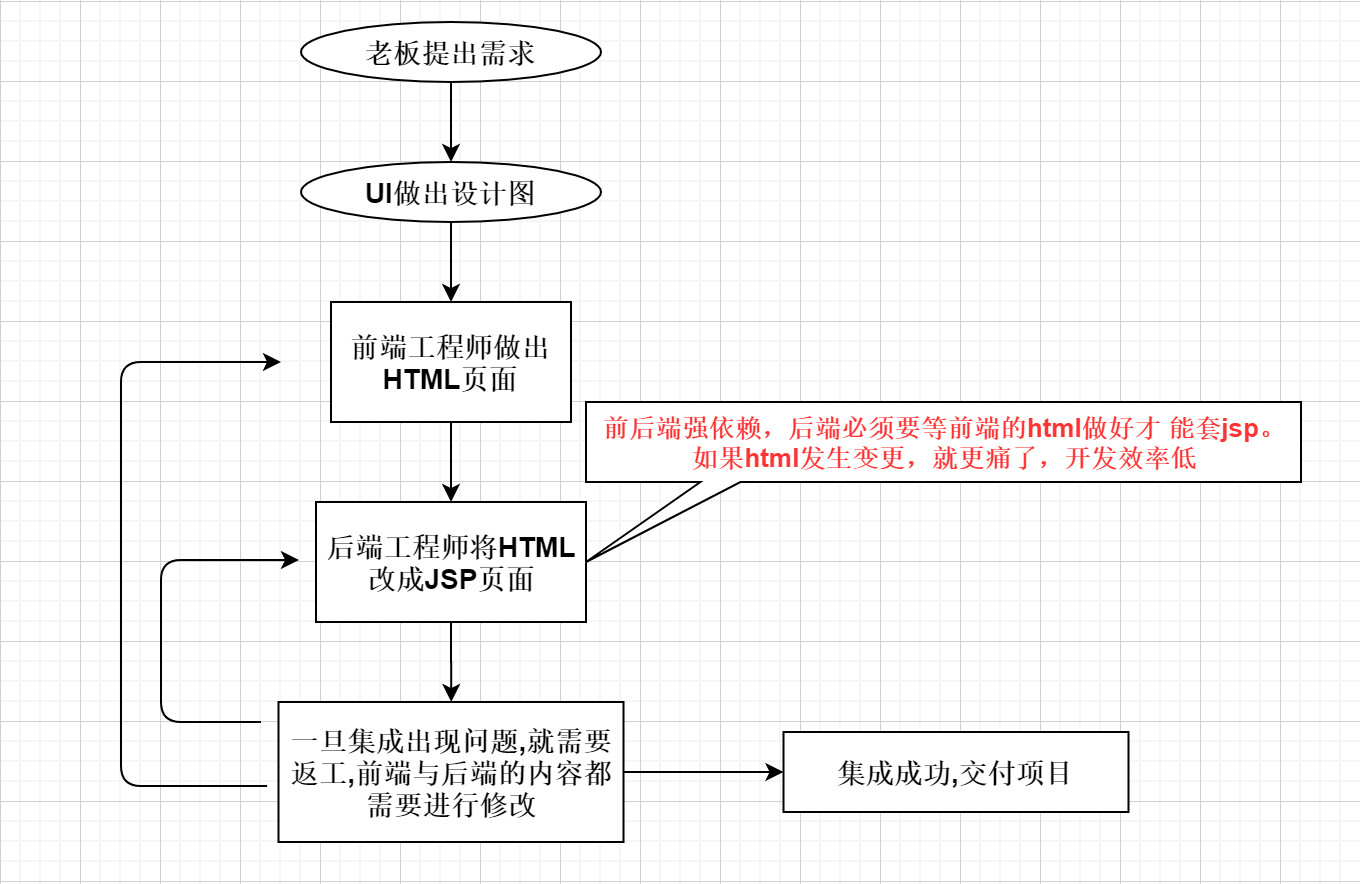 老板提出需求
UI做出设计图
前端工程师做出
HTML页面
前后端强依赖，后端必须要等前端的html做好才 能套jsp。
如果html发生变更，就更痛了，开发效率低
后端工程师将HTML
改成JSP页面
一旦集成出现问题,就需要
返工,前端与后端的内容都
需要进行修改
集成成功,交付项目